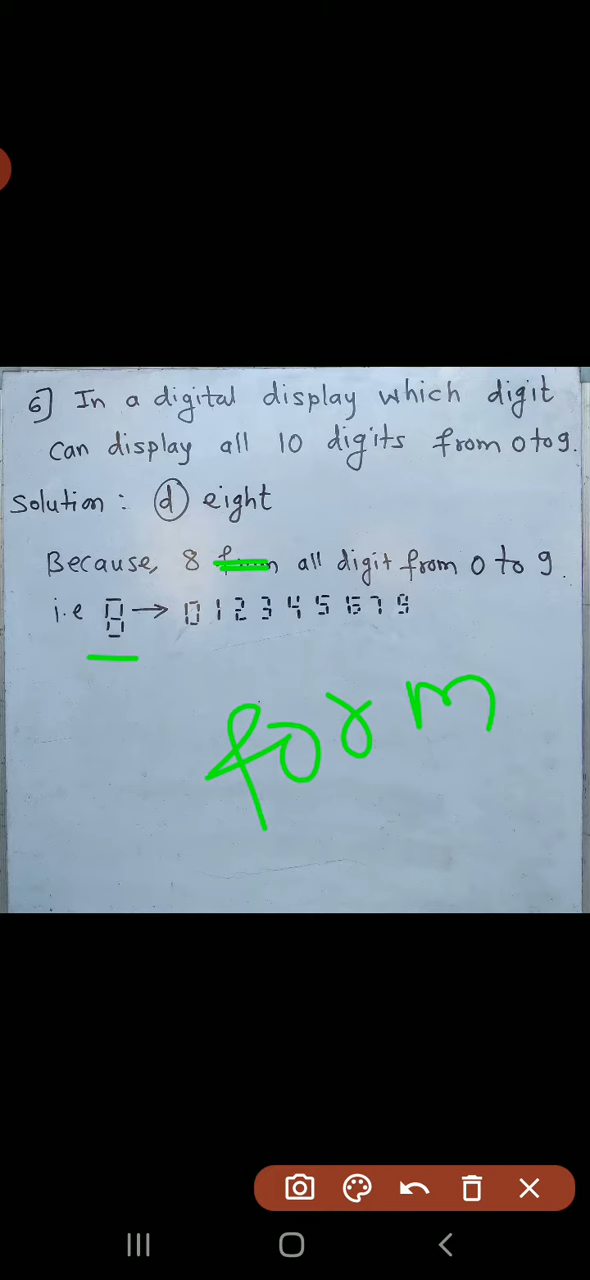 6] In a digital display which digit
can display all 10 digits from 0 to 9.
Solution : (d) eight
Because, 8 all digit from 0 to 9.
i.e 8 → 0 1 2 3 4 5 6 7 9
form